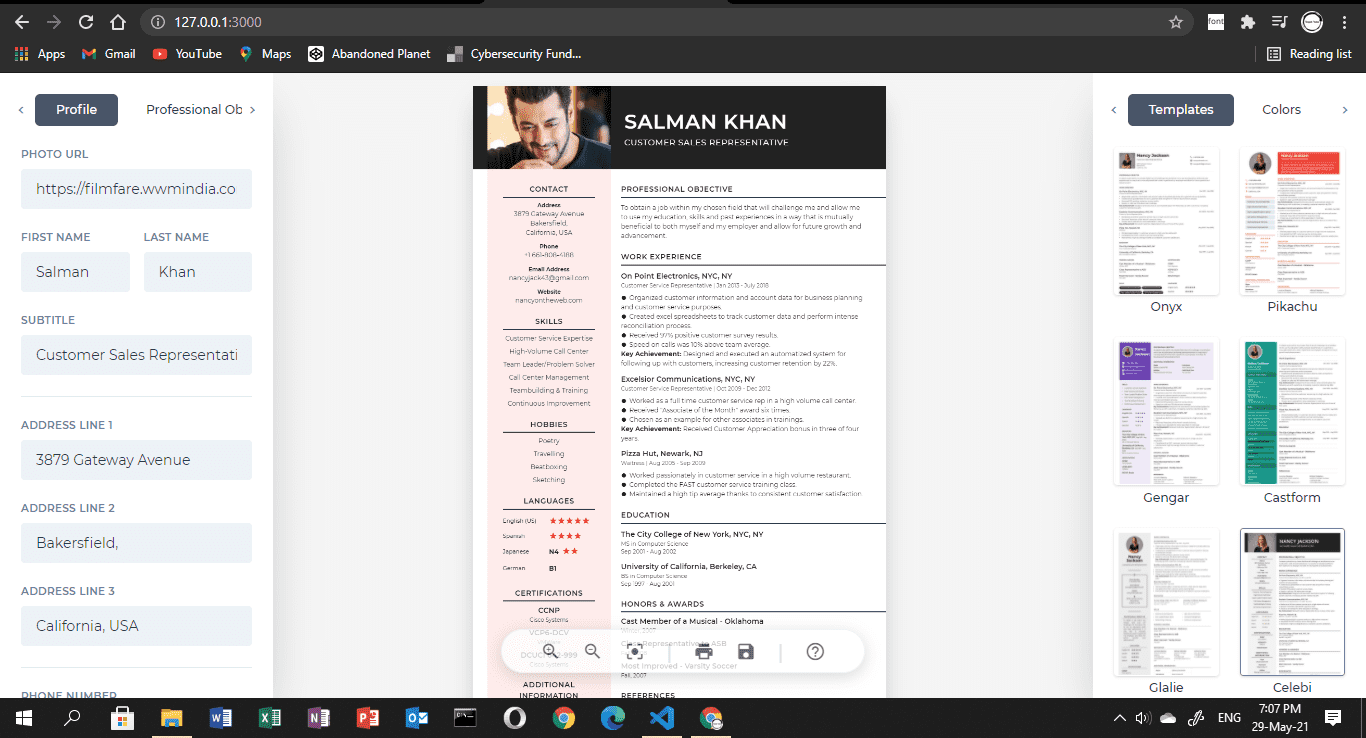 127.0.0.1:3000
font
Apps
Gmail
YouTube
Maps
Abandoned Planet
Cybersecurity Fund...
Reading list
Profile
Professional Ob
PHOTO URL
https://filmfare.wwmindia.co
FIRST NAME
LAST NAME
Salman
Khan
SUBTITLE
Customer Sales Representati
ADDRESS LINE 1
3879 Gateway Avenue
ADDRESS LINE 2
Bakersfield,
ADDRESS LINE 3
California, USA
PHONE NUMBER
SALMAN KHAN
CUSTOMER SALES REPRESENTATIVE
CONTACT
Address
3879 Gateway Avenue
Bakersfield,
California, USA
Phone
+1 661-808-4188
Email Address
nancyjack43@gmail.com
Website
nancyontheweb.com
SKILLS
Customer Service Expertise
High-Volume Call Center
Team Leader/Problem Solver
Call Center Management
Teambuilding & Training
Continuous Improvement
HOBBIES
Poetry
Travelling
Beatboxing
Sketching
LANGUAGES
English (US)
Spanish
Japanese N4
German B1
CERTIFICATIONS
CCNP
Cisco Systems
VCP6-DCV
ADDITIONAL
INFORMATION
PROFESSIONAL OBJECTIVE
To obtain a job within my chosen field that will challenge me and allow me
to use my education, skills and past experiences in a way that is mutually
beneficial to both myself and my employer and allow for future growth and
advancement.
WORK EXPERIENCE
On Point Electronics, NYC, NY
Customer Service Representative | Jan 2013 - July 2018
● Organized customer information and account data for business planning
and customer service purposes.
● Created excel spreadsheets to track customer data and perform intense
reconciliation process.
● Received 97% positive customer survey results.
● Speed on calls was 10% above team average.
Key Achievement: Designed and executed an automatized system for
following up with customers, increasing customer retention by 22%.
Excelsior Communications, NYC, NY
Customer Service Representative | Oct 2009 - Dec 2012
● Worked as a full time customer service rep in a high volume call center.
● Received "Associate of the Month" award six times.
● Chosen as an example for other associates in trainings.
Key Achievement: Received Customer Appreciation bonus in three of four
years.
Pizza Hut, Newark, NJ
Waitress | Aug 2005 - Sep 2009
● Worked passionately in customer service in a high volume restaurant.
● Completed the FAST customer service training class.
● Maintained a high tip average thanks to consistent customer satisfaction.
EDUCATION
The City College of New York, NYC, NY
MS in Computer Science
Sep 2001 - Aug 2002
University of California, Berkeley, CA
BS in Computer Science
Sep 1997 - Aug 2001
HONORS & AWARDS
Cast Member of a Musical - Oklahoma
Most Improved - Varsity Soccer
Fall, 2007
REFERENCES
Templates
Colors
Onyx
Pikachu
Gengar
Castform
Glalie
Celebi
ENG
7:07 PM
29-May-21